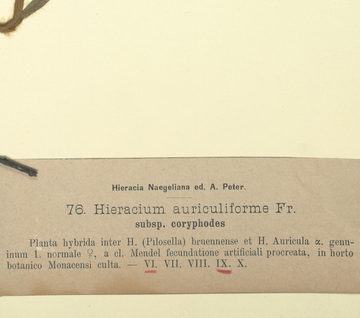 Hieracia Naegeliana ed. A. Peter.
76. Hieracium auriculiforme Fr.
subsp. coryphodes
Planta hybrida inter H. (Pilosella) bruennense et H. Auricula α. genu-
inum 1. normale ♀, a cl. Mendel fecundatione artificiali procreata, in horto
botanico Monacensi culta. — VI. VII. VIII. IX. X.